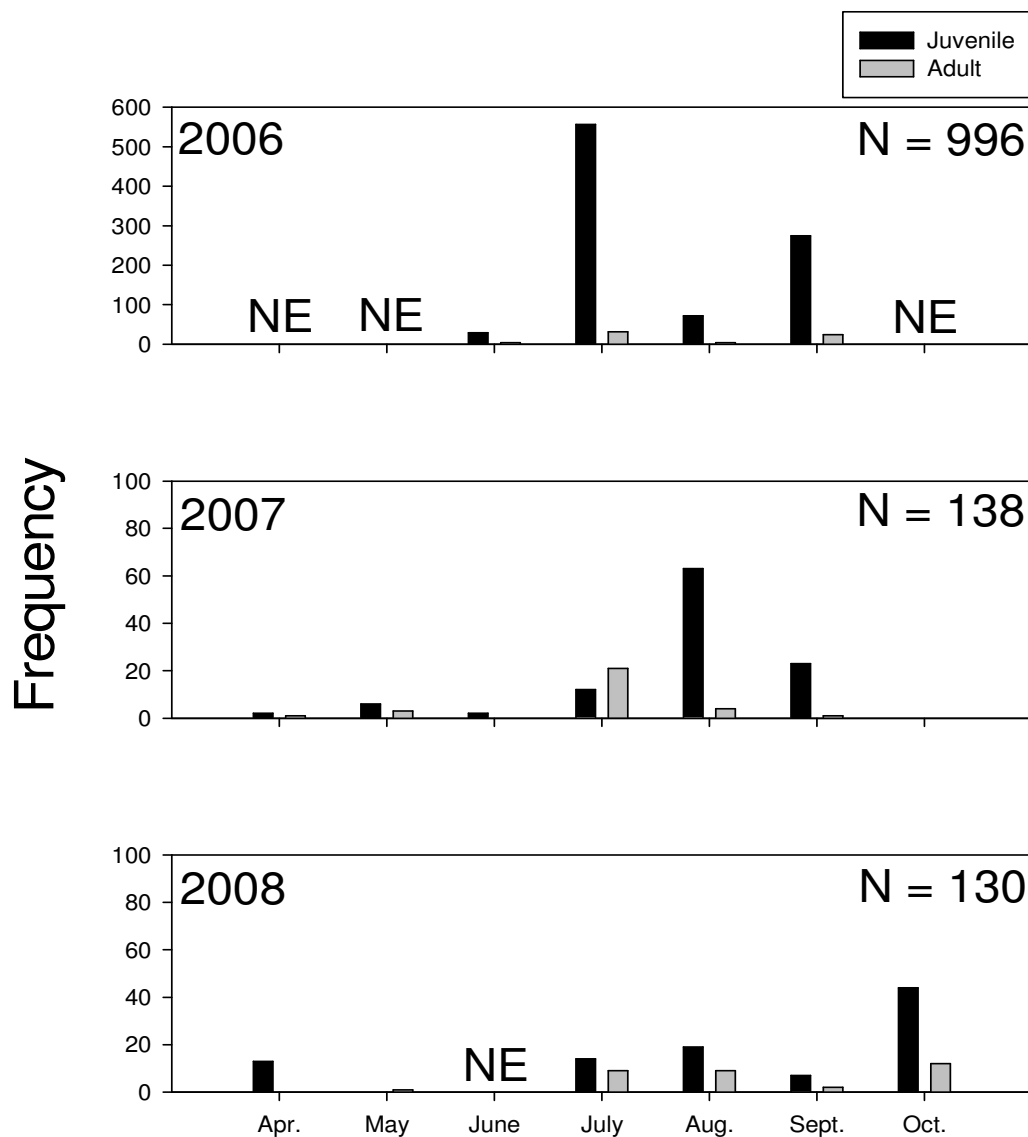 Juvenile
Adult
600
500
400
300
200
100
0
2006
N = 996
NE
NE
NE
Frequency
100
80
60
40
20
0
2007
N = 138
100
80
60
40
20
0
2008
N = 130
NE
Apr. May June July Aug. Sept. Oct.